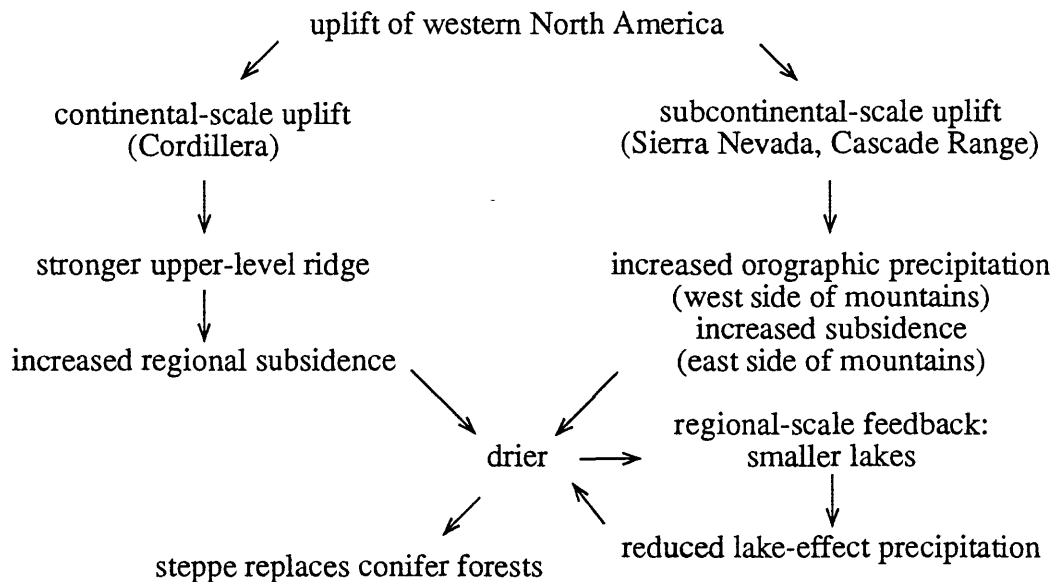 uplift of western North America
continental-scale uplift
(Cordillera)
subcontinental-scale uplift
(Sierra Nevada, Cascade Range)
stronger upper-level ridge
increased orographic precipitation
(west side of mountains)
increased subsidence
(east side of mountains)
increased regional subsidence
regional-scale feedback:
smaller lakes
drier
reduced lake-effect precipitation
steppe replaces conifer forests